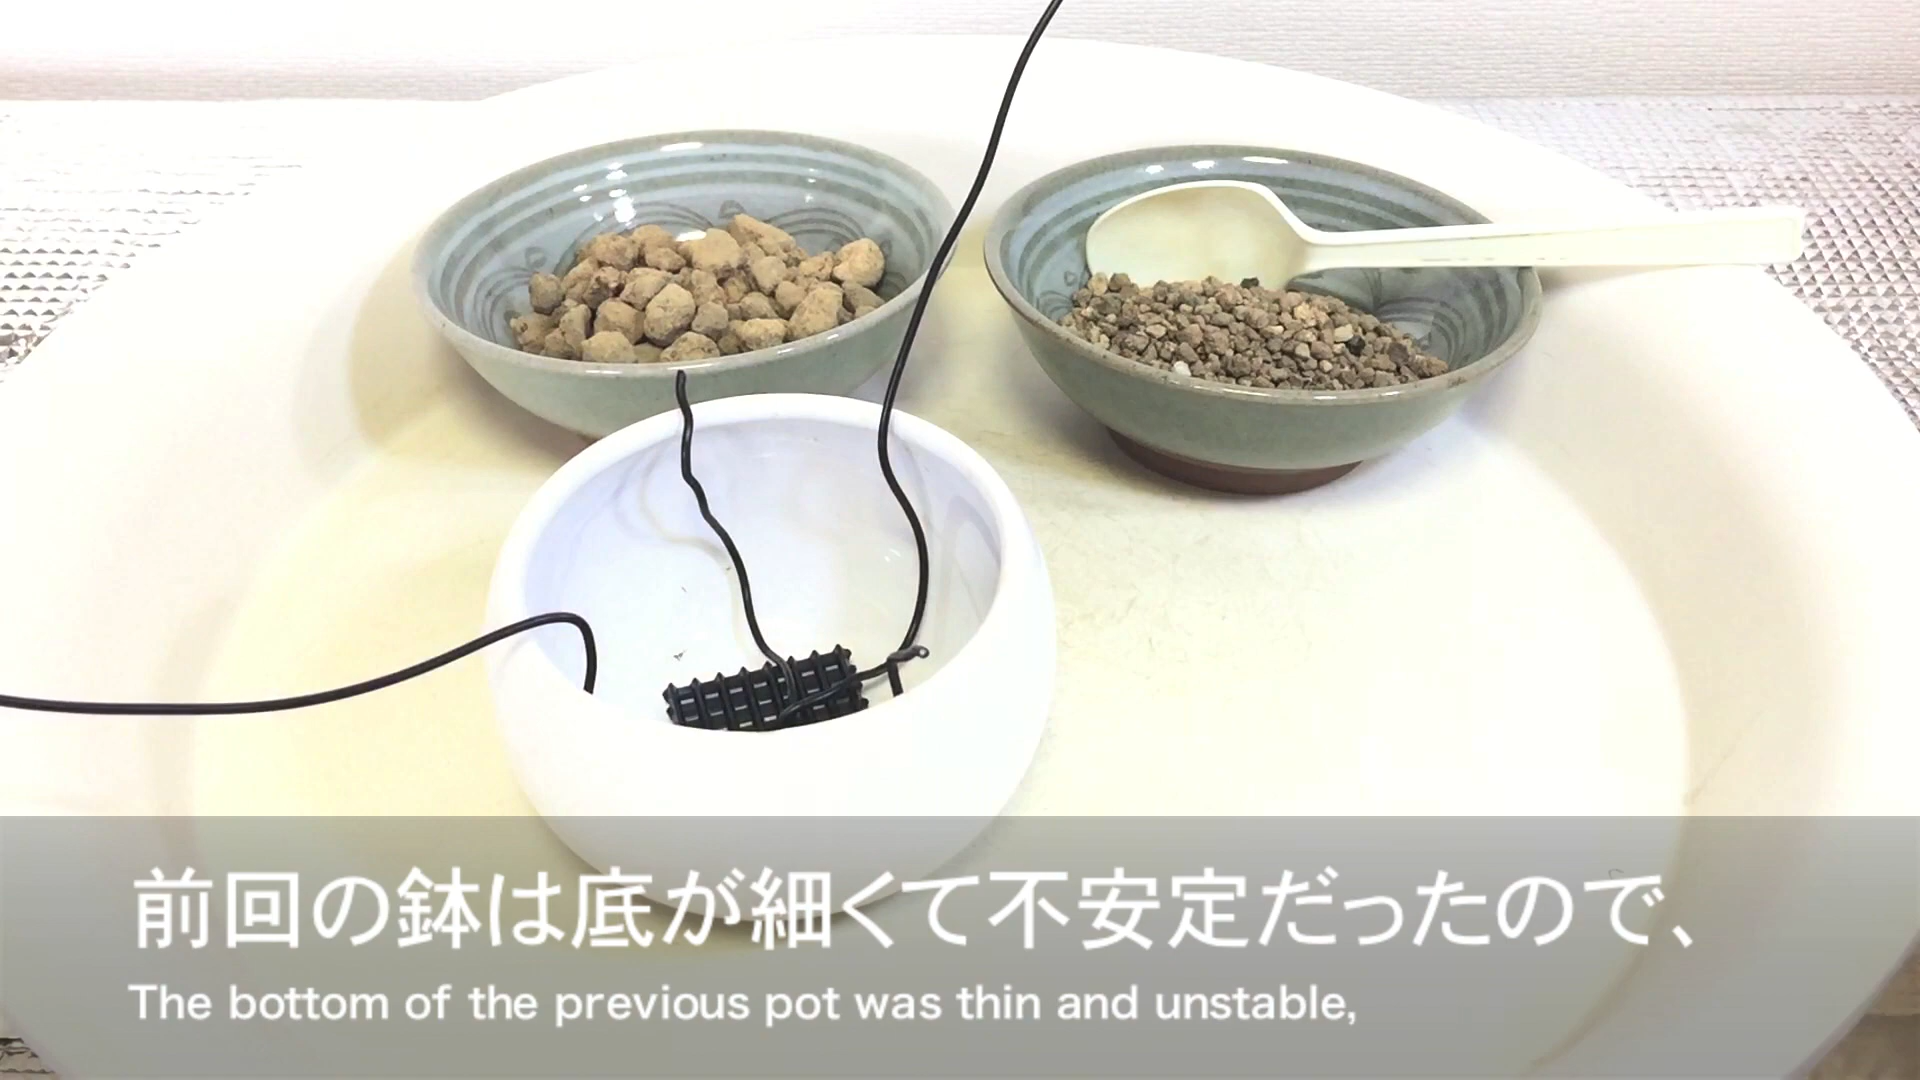 前回の鉢は底が細くて不安定だったので、
The bottom of the previous pot was thin and unstable,